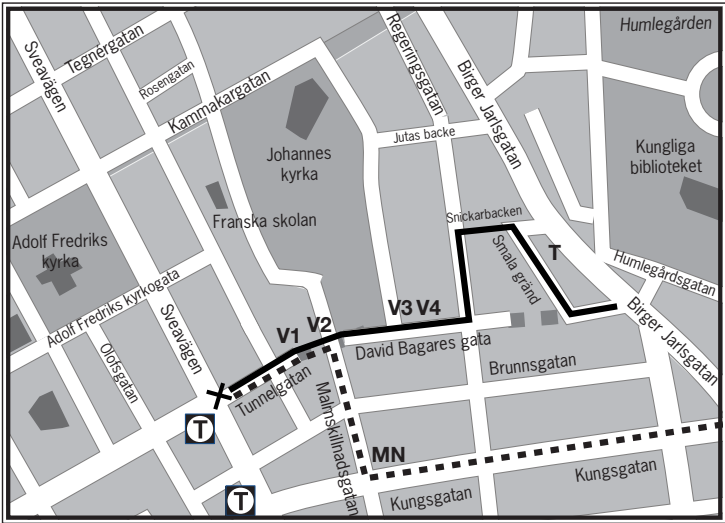 Sveavägen
Tegnérgatan
Rosengatan
Kammakargatan
Regeringsgatan
Birger Jarlsgatan
Humlegården
Jutas backe
Johannes
kyrka
Kungliga
biblioteket
Franska skolan
Snickarbacken
Smala gränd
T
Humlegårdsgatan
Adolf Fredriks
kyrka
Adolf Fredriks kyrkogata
Sveavägen
Olofsgatan
V1
V2
V3 V4
David Bagares gata
Birger Jarlsgatan
Brunnsgatan
Tunnelgatan
Malmskillnadsgatan
T
MN
Kungsgatan
Kungsgatan
T